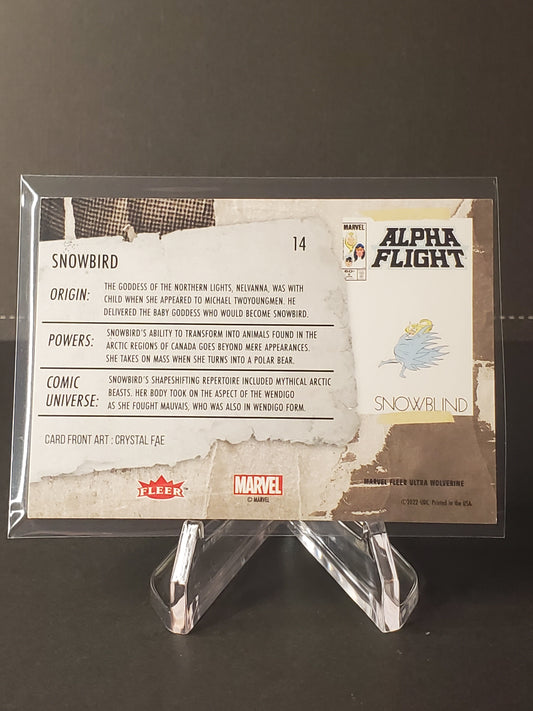 14
SNOWBIRD
ORIGIN:
THE GODDESS OF THE NORTHERN LIGHTS, NELVANNA, WAS WITH
CHILD WHEN SHE APPEARED TO MICHAEL TWOYOUNGMEN. HE
DELIVERED THE BABY GODDESS WHO WOULD BECOME SNOWBIRD.
POWERS:
SNOWBIRD'S ABILITY TO TRANSFORM INTO ANIMALS FOUND IN THE
ARCTIC REGIONS OF CANADA GOES BEYOND MERE APPEARANCES.
SHE TAKES ON MASS WHEN SHE TURNS INTO A POLAR BEAR.
COMIC
UNIVERSE:
SNOWBIRD'S SHAPESHIFTING REPERTOIRE INCLUDED MYTHICAL ARCTIC
BEASTS. HER BODY TOOK ON THE ASPECT OF THE WENDIGO
AS SHE FOUGHT MAUVAIS, WHO WAS ALSO IN WENDIGO FORM.
CARD FRONT ART : CRYSTAL FAE
FLEER
MARVEL
© MARVEL
MARVEL
ALPHA
FLIGHT
SNOWBLIND
MARVEL FLEER ULTRA WOLVERINE
©2022 UDC. Printed in the USA.